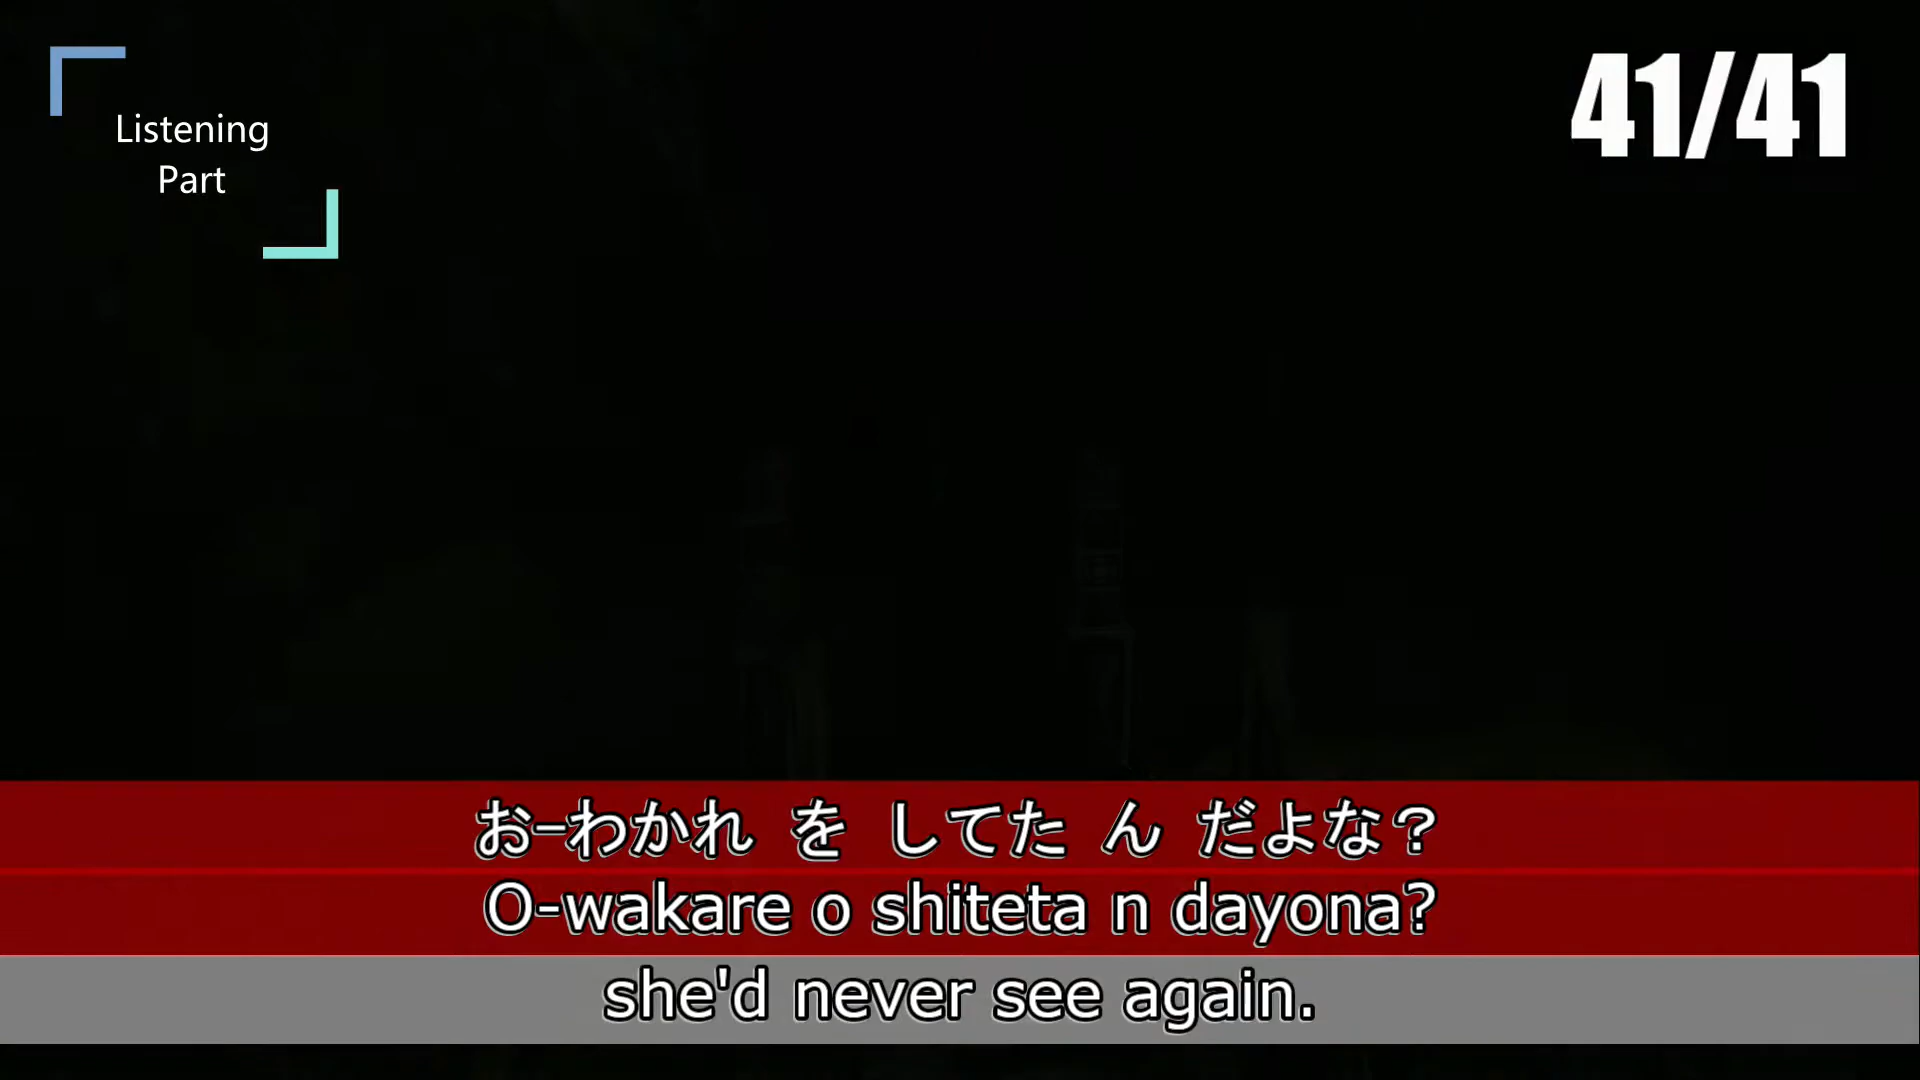 Listening
Part
41/41
お-わかれ を してた ん だよな？
O-wakare o shiteta n dayona?
she'd never see again.